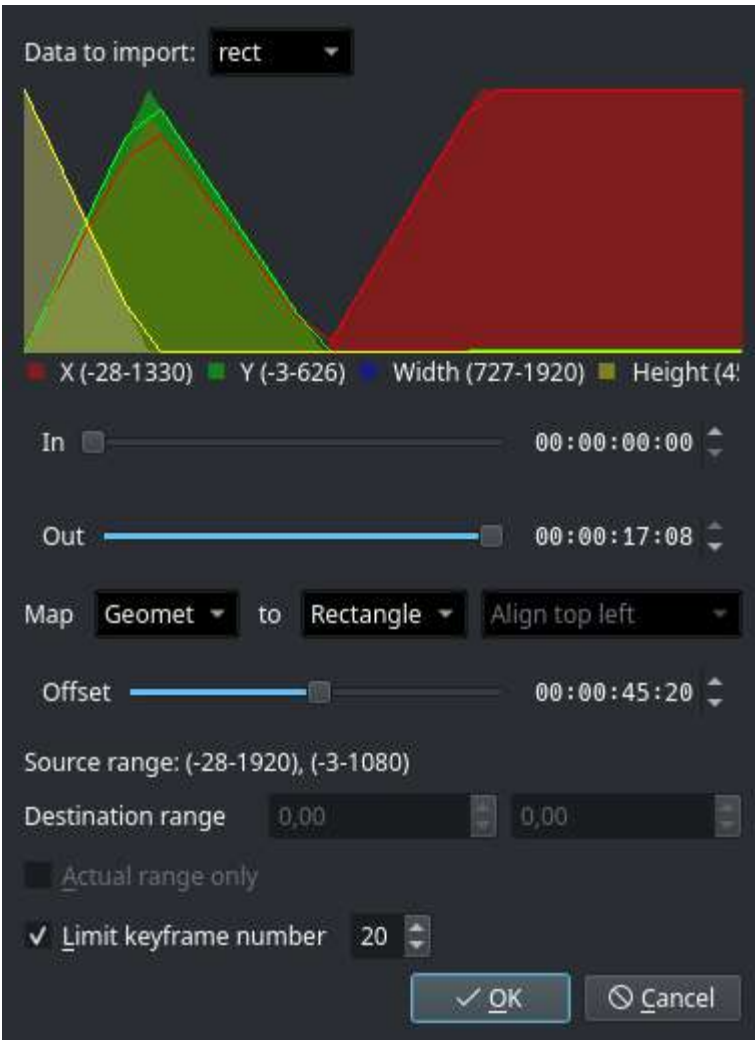 Data to import: rect
X (-28-1330) Y (-3-626) Width (727-1920) Height (4
In 00:00:00:00
Out 00:00:17:08
Map Geomet to Rectangle Align top left
Offset 00:00:45:20
Source range: (-28-1920), (-3-1080)
Destination range 0,00 0,00
Actual range only
Limit keyframe number 20
OK Cancel